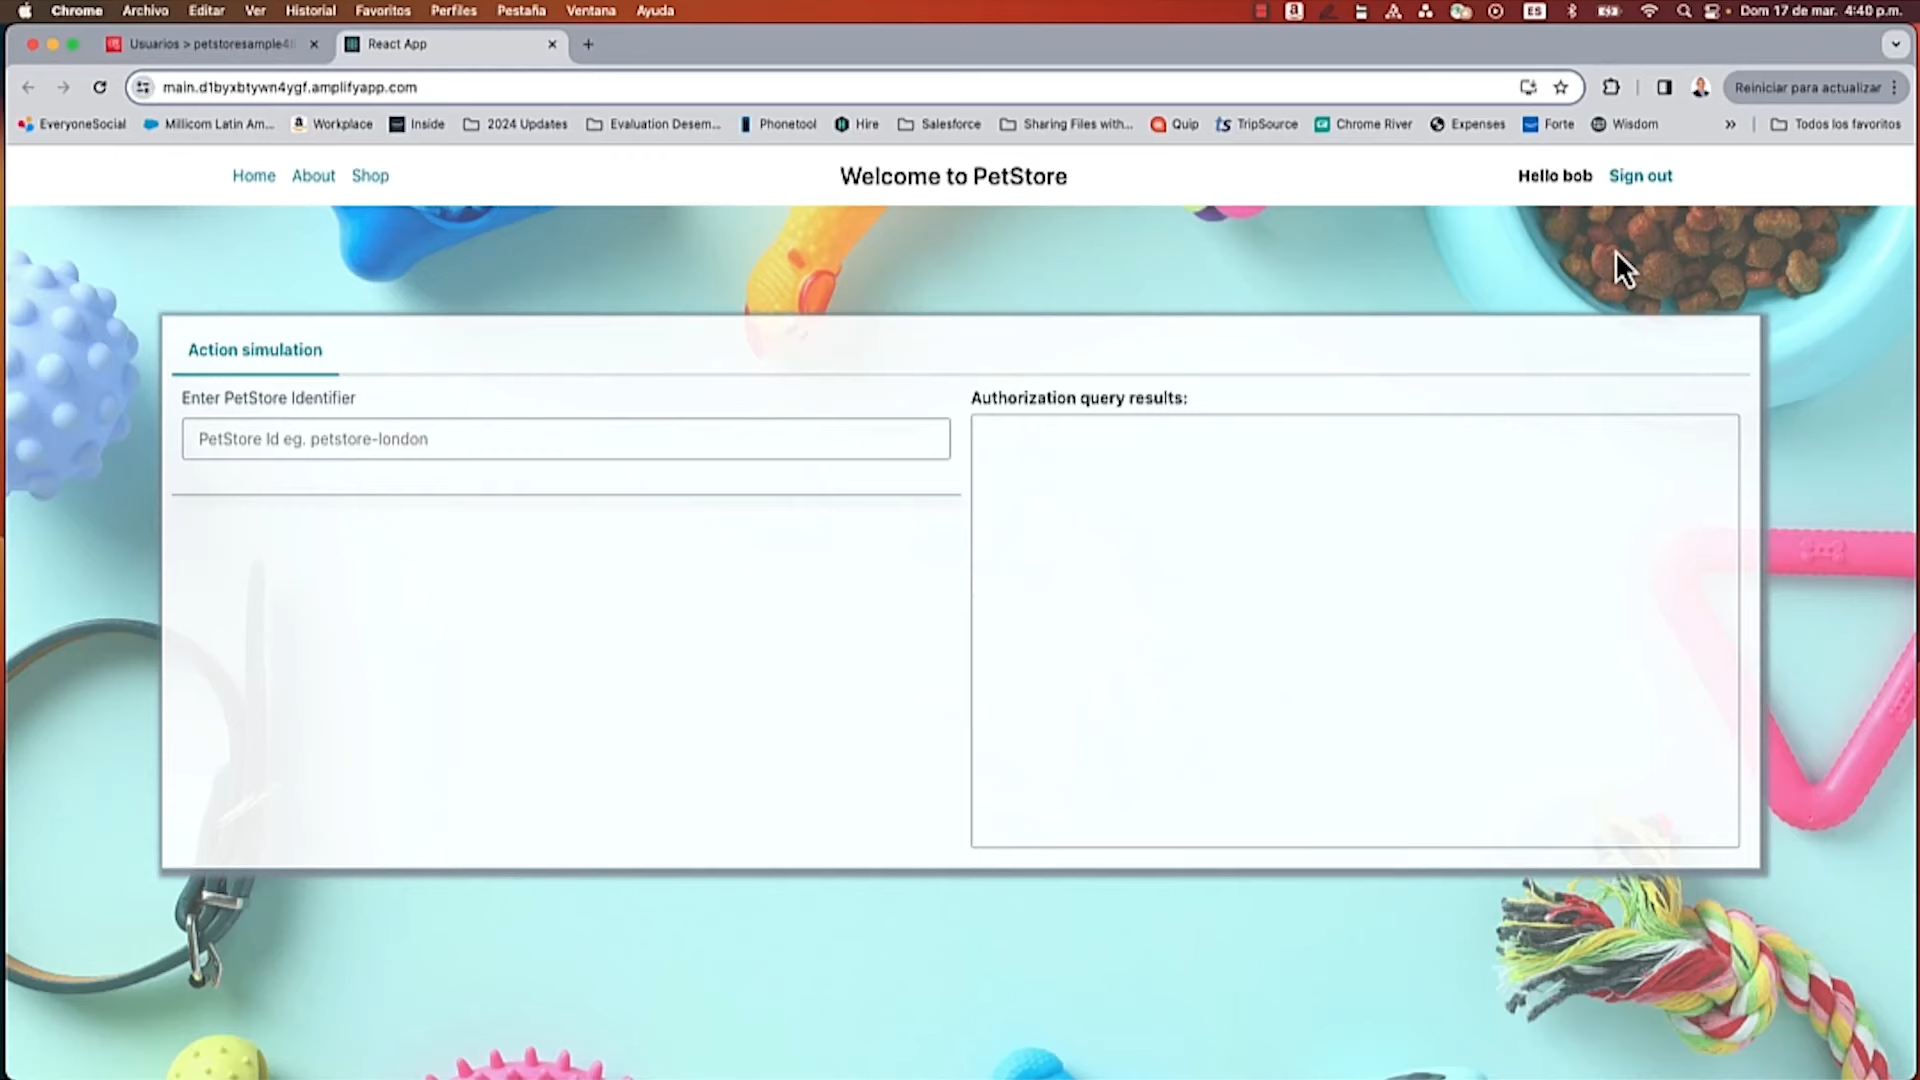 Chrome Archivo Editar Ver Historial Favoritos Perfiles Pestaña Ventana Ayuda ES Dom 17 de mar. 4:40 p.m.
Usuarios > petstoresample4 React App
main.d1byxbtywn4ygf.amplifyapp.com Reiniciar para actualizar
EveryoneSocial Millicom Latin Am... Workplace Inside 2024 Updates Evaluation Desem... Phonetool Hire Salesforce Sharing Files with... Quip TripSource Chrome River Expenses Forte Wisdom » Todos los favoritos
Home About Shop Welcome to PetStore Hello bob Sign out
Action simulation
Enter PetStore Identifier Authorization query results:
PetStore Id eg. petstore-london